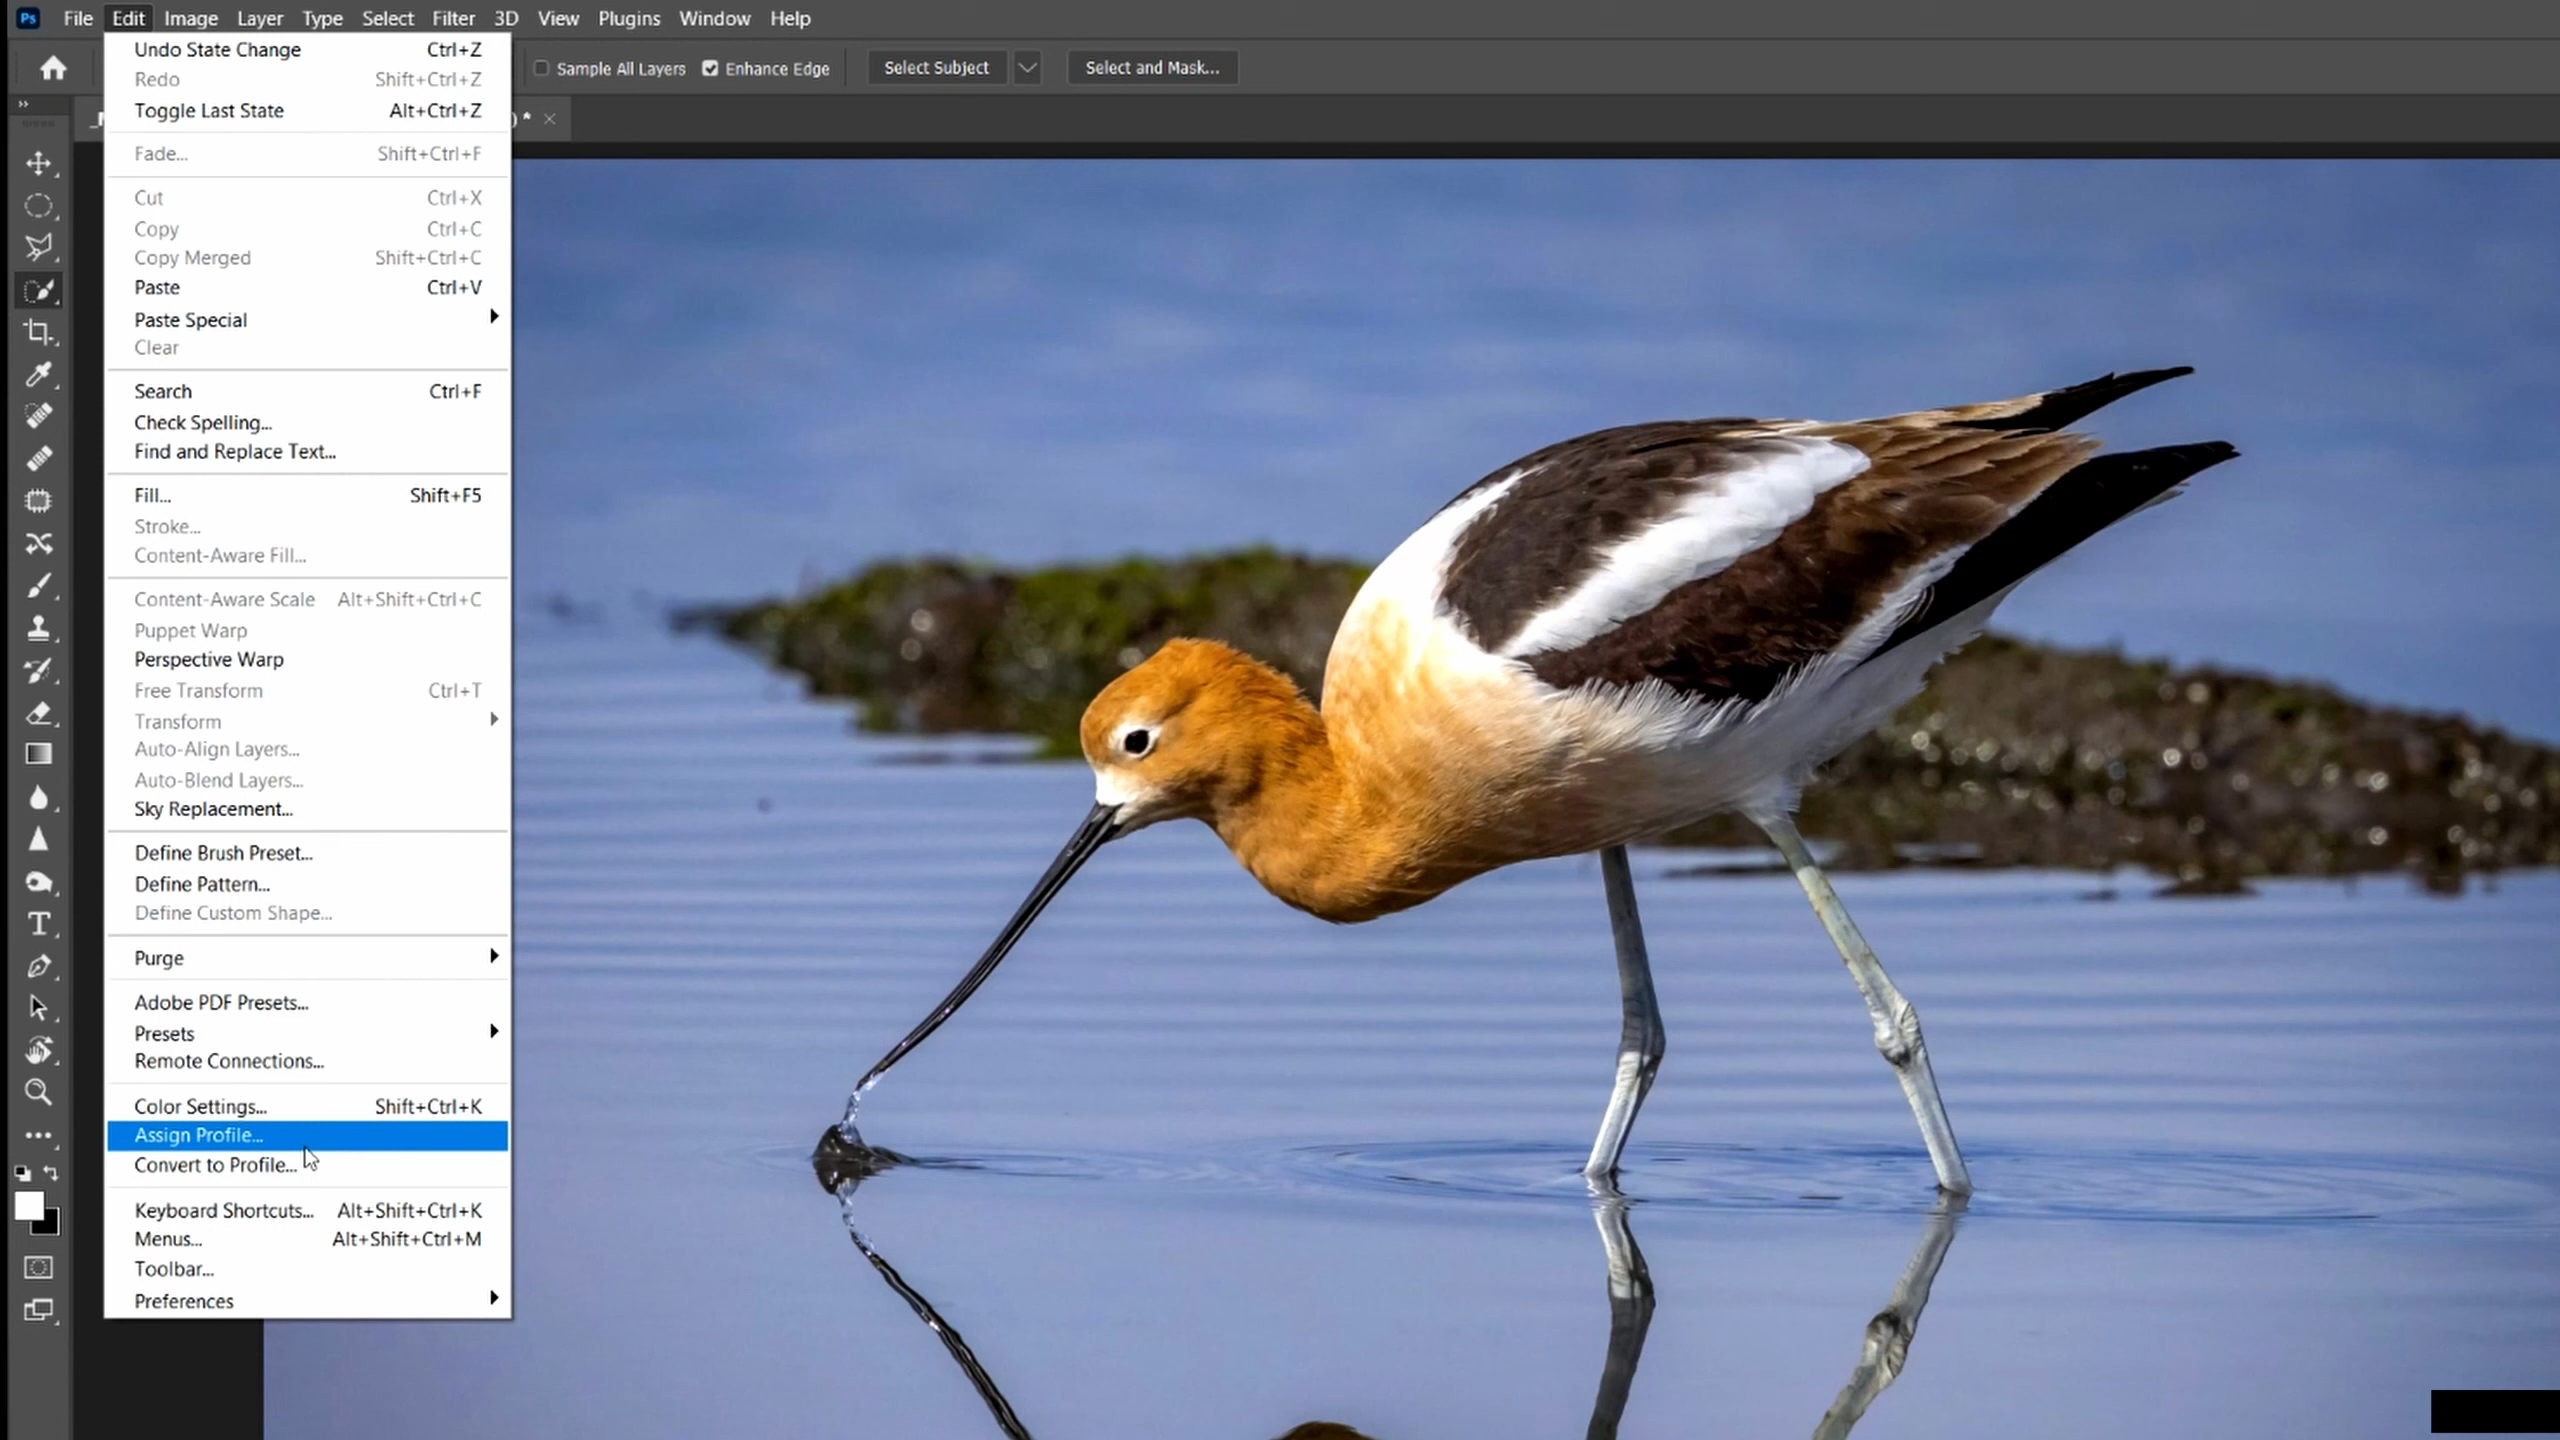 Ps File Edit Image Layer Type Select Filter 3D View Plugins Window Help
Sample All Layers Enhance Edge Select Subject Select and Mask...
) * ×
Undo State Change Ctrl+Z
Redo Shift+Ctrl+Z
Toggle Last State Alt+Ctrl+Z
Fade... Shift+Ctrl+F
Cut Ctrl+X
Copy Ctrl+C
Copy Merged Shift+Ctrl+C
Paste Ctrl+V
Paste Special
Clear
Search Ctrl+F
Check Spelling...
Find and Replace Text...
Fill... Shift+F5
Stroke...
Content-Aware Fill...
Content-Aware Scale Alt+Shift+Ctrl+C
Puppet Warp
Perspective Warp
Free Transform Ctrl+T
Transform
Auto-Align Layers...
Auto-Blend Layers...
Sky Replacement...
Define Brush Preset...
Define Pattern...
Define Custom Shape...
Purge
Adobe PDF Presets...
Presets
Remote Connections...
Color Settings... Shift+Ctrl+K
Assign Profile...
Convert to Profile...
Keyboard Shortcuts... Alt+Shift+Ctrl+K
Menus... Alt+Shift+Ctrl+M
Toolbar...
Preferences